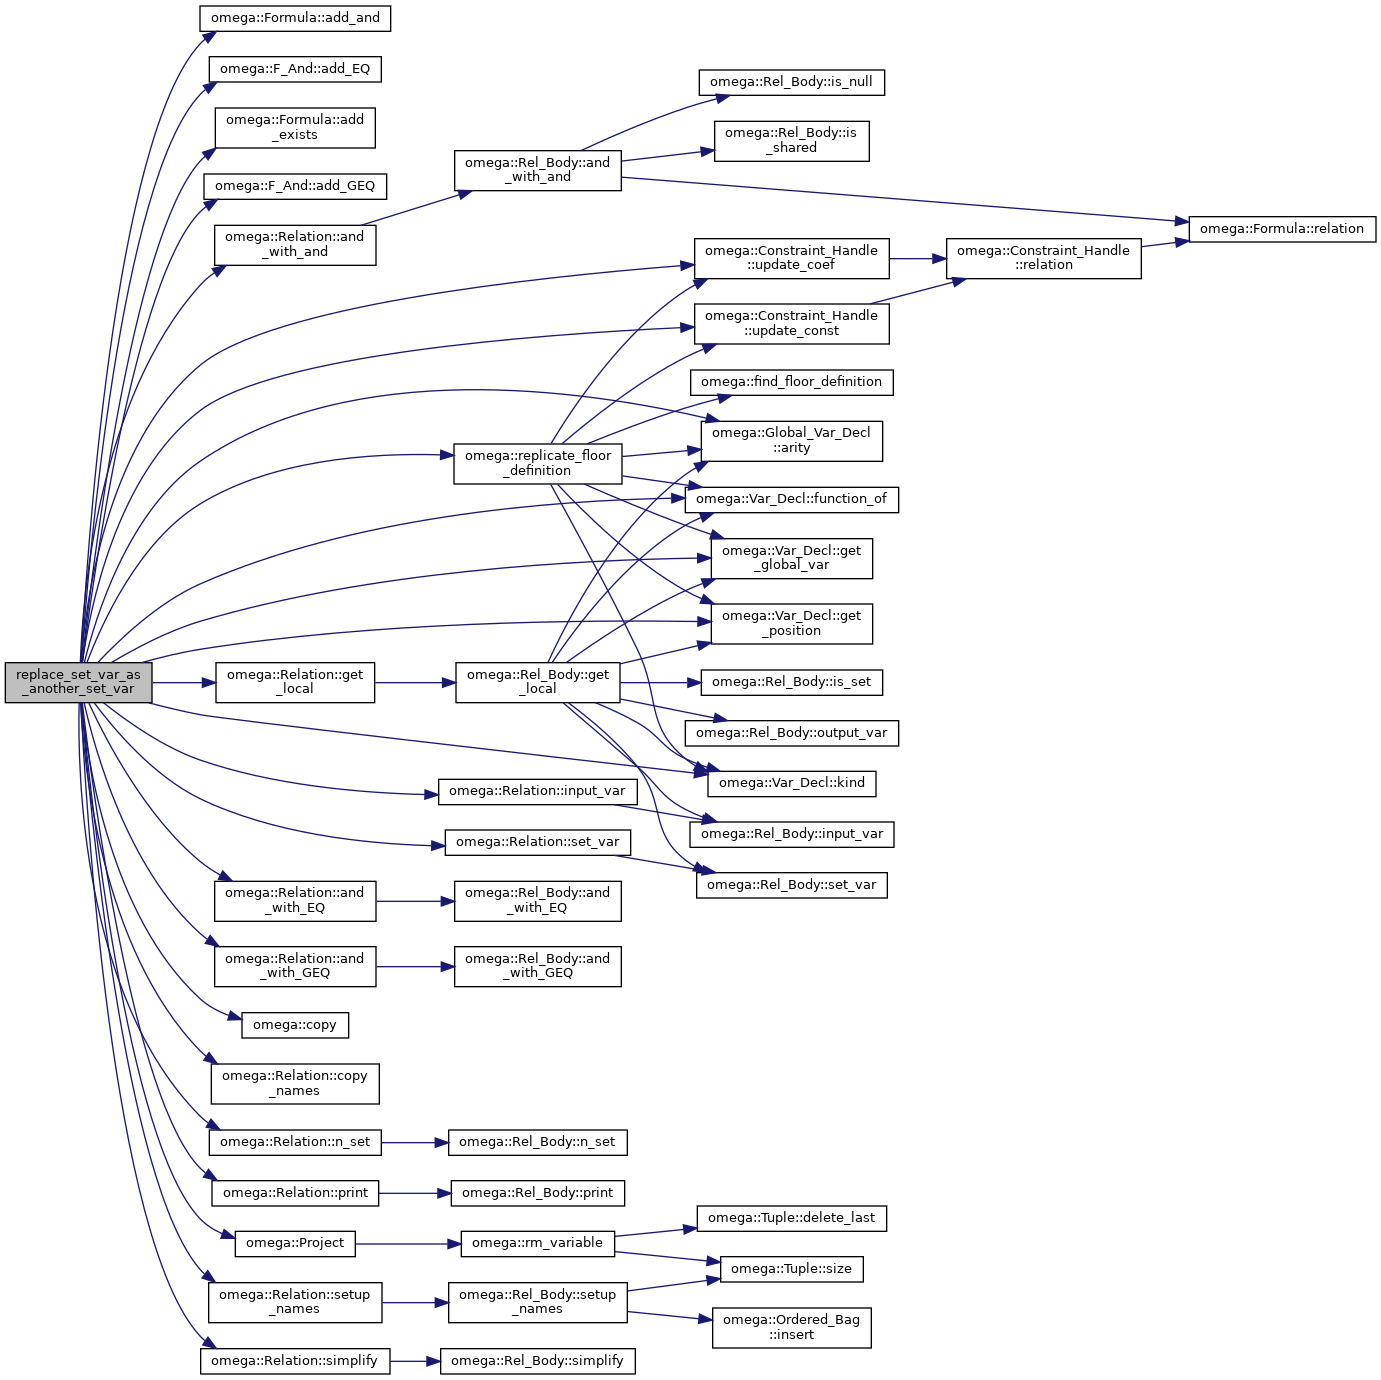 omega::Formula::add_and
omega::F_And::add_EQ
omega::Rel_Body::is_null
omega::Formula::add
_exists
omega::Rel_Body::is
_shared
omega::Rel_Body::and
_with_and
omega::F_And::add_GEQ
omega::Formula::relation
omega::Relation::and
_with_and
omega::Constraint_Handle
::update_coef
omega::Constraint_Handle
::relation
omega::Constraint_Handle
::update_const
omega::find_floor_definition
omega::Global_Var_Decl
::arity
omega::replicate_floor
_definition
omega::Var_Decl::function_of
omega::Var_Decl::get
_global_var
omega::Var_Decl::get
_position
replace_set_var_as
_another_set_var
omega::Relation::get
_local
omega::Rel_Body::get
_local
omega::Rel_Body::is_set
omega::Rel_Body::output_var
omega::Var_Decl::kind
omega::Relation::input_var
omega::Rel_Body::input_var
omega::Relation::set_var
omega::Rel_Body::set_var
omega::Relation::and
_with_EQ
omega::Rel_Body::and
_with_EQ
omega::Relation::and
_with_GEQ
omega::Rel_Body::and
_with_GEQ
omega::copy
omega::Relation::copy
_names
omega::Relation::n_set
omega::Rel_Body::n_set
omega::Relation::print
omega::Rel_Body::print
omega::Tuple::delete_last
omega::Project
omega::rm_variable
omega::Tuple::size
omega::Relation::setup
_names
omega::Rel_Body::setup
_names
omega::Ordered_Bag
::insert
omega::Relation::simplify
omega::Rel_Body::simplify